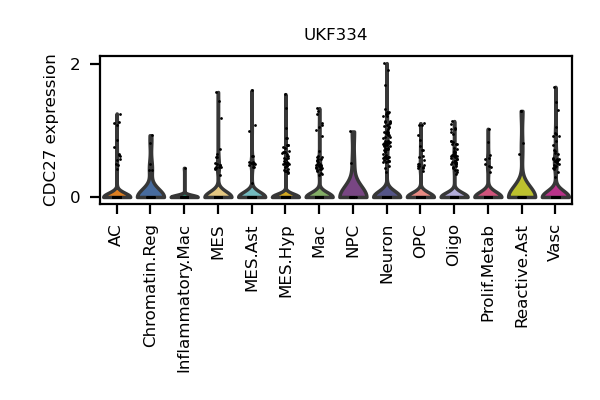 UKF334
CDC27 expression
2
0
AC
Chromatin.Reg
Inflammatory.Mac
MES
MES.Ast
MES.Hyp
Mac
NPC
Neuron
OPC
Oligo
Prolif.Metab
Reactive.Ast
Vasc